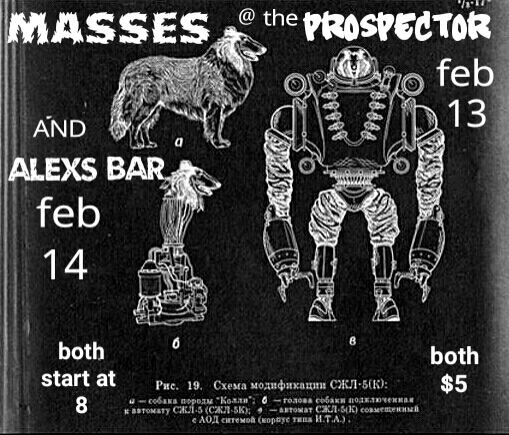 MASSES @ the PROSPECTOR
feb
13
AND
ALEXS BAR
feb
14
а
б
в
both
start at
8
both
$5
Рис. 19. Схема модификации СЖЛ-5(К):
а — собака породы "Колли"; б — голова собаки подключенная
к автомату СЖЛ-5 (СЖЛ-5К); в — автомат СЖЛ-5(К) совмещенный
с АОД ситемой (корпус типа И.Т.А.) .